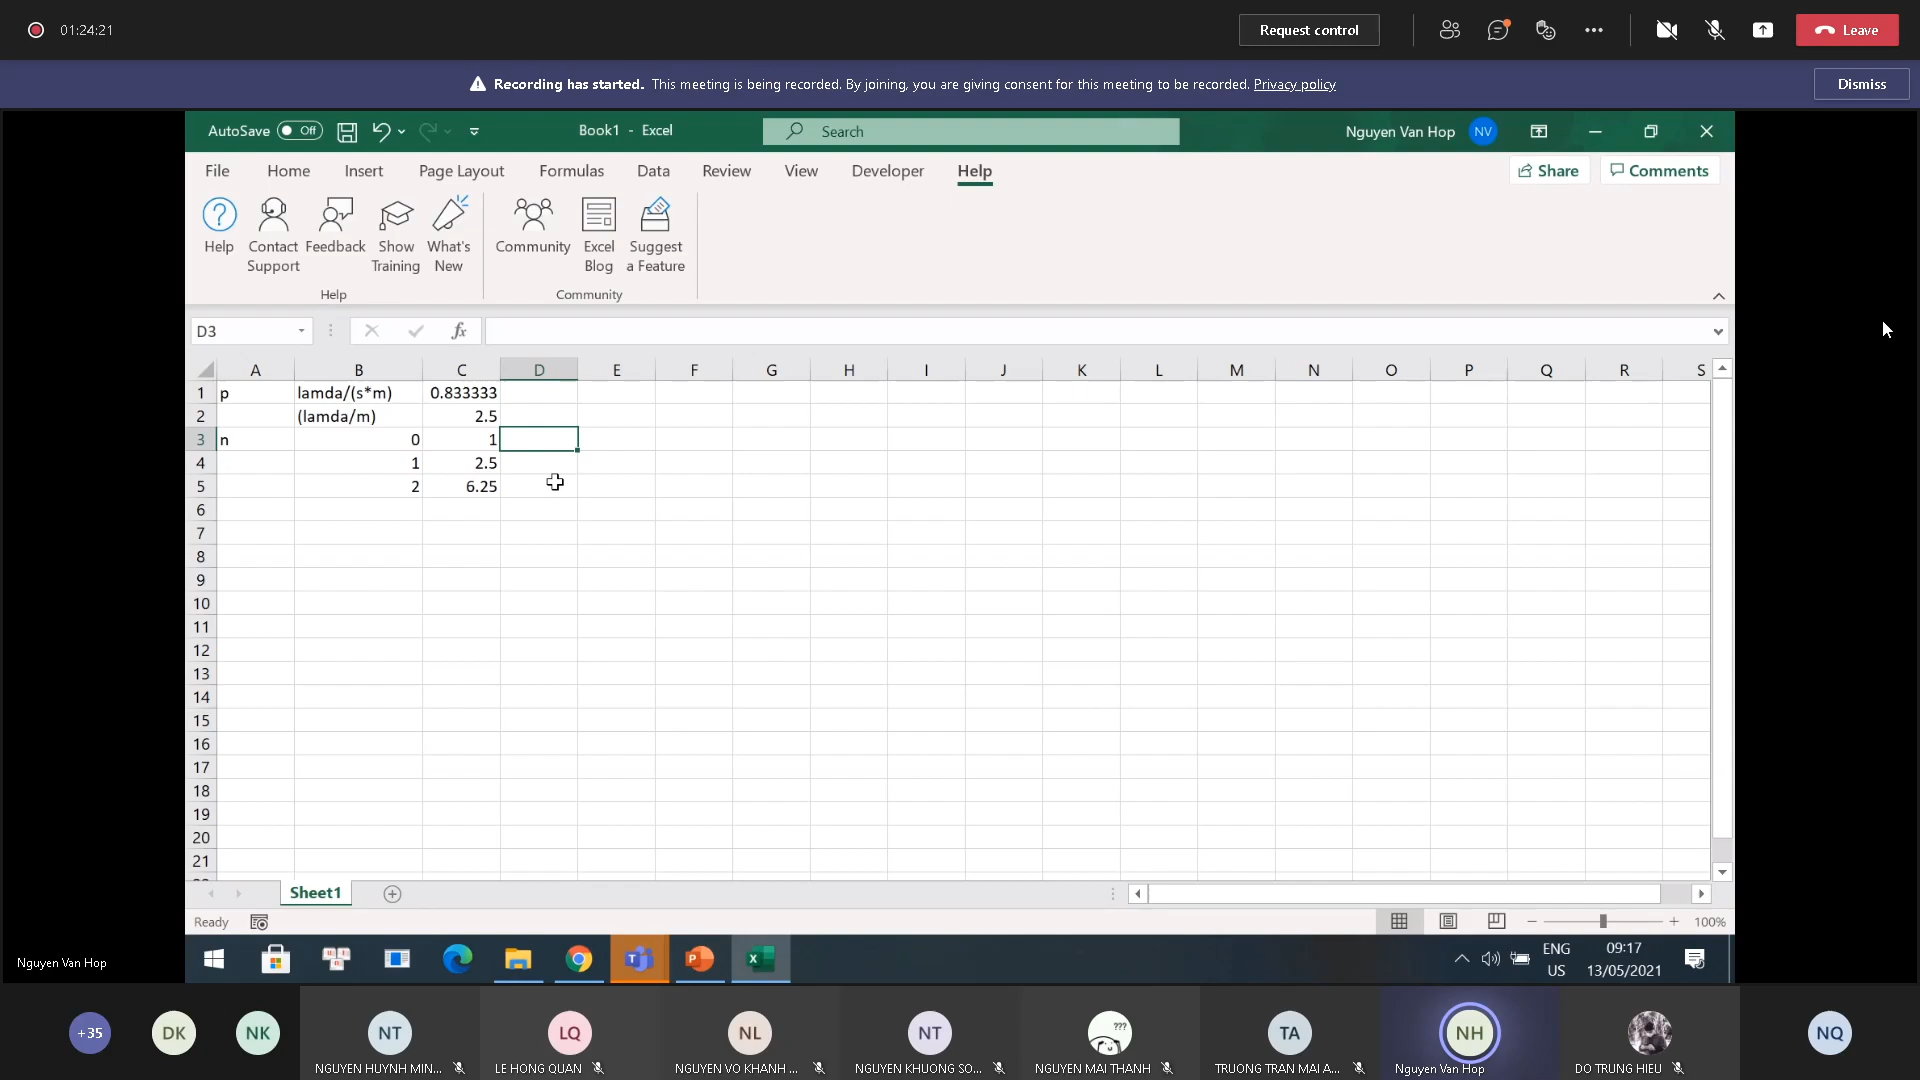 01:24:21
Request control
Leave
Recording has started. This meeting is being recorded. By joining, you are giving consent for this meeting to be recorded. Privacy policy
Dismiss
AutoSave Off
Book1 - Excel
Search
Nguyen Van Hop NV
File Home Insert Page Layout Formulas Data Review View Developer Help
Share Comments
Help Contact Support Feedback Show Training What's New
Community Excel Blog Suggest a Feature
Help Community
D3 fx
A B C D E F G H I J K L M N O P Q R S
1 p lamda/(s*m) 0.833333
2 (lamda/m) 2.5
3 n 0 1
4 1 2.5
5 2 6.25
6
7
8
9
10
11
12
13
14
15
16
17
18
19
20
21
Sheet1
Ready 100%
ENG US
09:17
13/05/2021
Nguyen Van Hop
+35 DK NK NT LQ NL NT ??? TA NH NQ
NGUYEN HUYNH MIN... LE HONG QUAN NGUYEN VO KHANH ... NGUYEN KHUONG SO... NGUYEN MAI THANH TRUONG TRAN MAI A... Nguyen Van Hop DO TRUNG HIEU